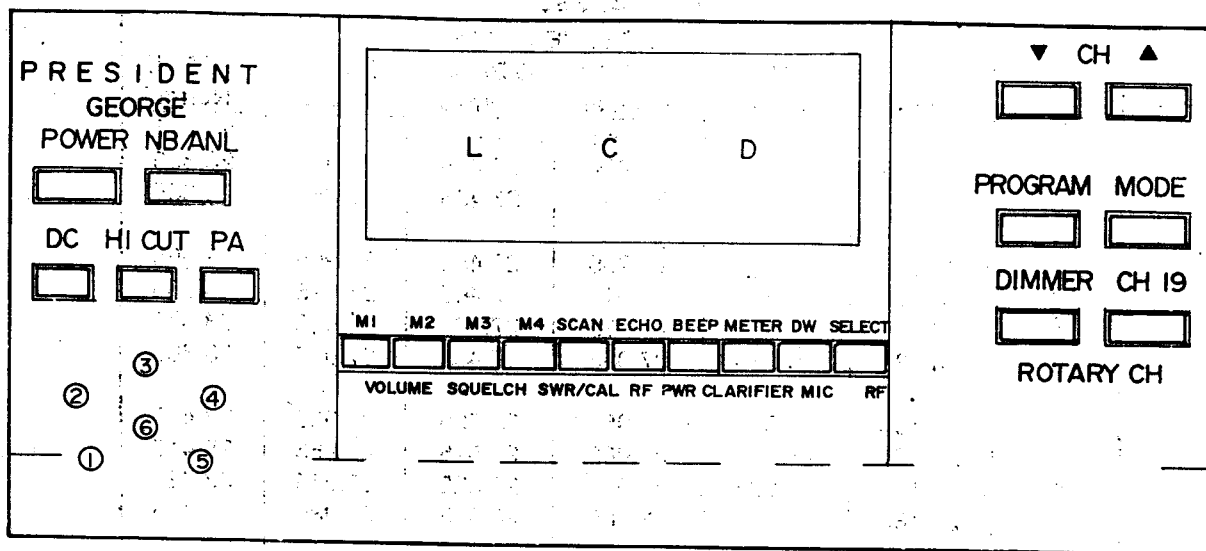 PRESIDENT
GEORGE
POWER NB/ANL
DC HI CUT PA
③
② ④
⑥
① ⑤
L C D
M1 M2 M3 M4 SCAN ECHO BEEP METER DW SELECT
VOLUME SQUELCH SWR/CAL RF PWR CLARIFIER MIC RF
▼ CH ▲
PROGRAM MODE
DIMMER CH 19
ROTARY CH